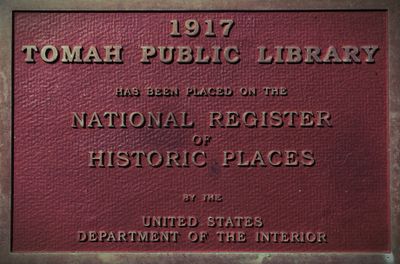 1917
TOMAH PUBLIC LIBRARY
HAS BEEN PLACED ON THE
NATIONAL REGISTER
OF
HISTORIC PLACES
BY THE
UNITED STATES
DEPARTMENT OF THE INTERIOR